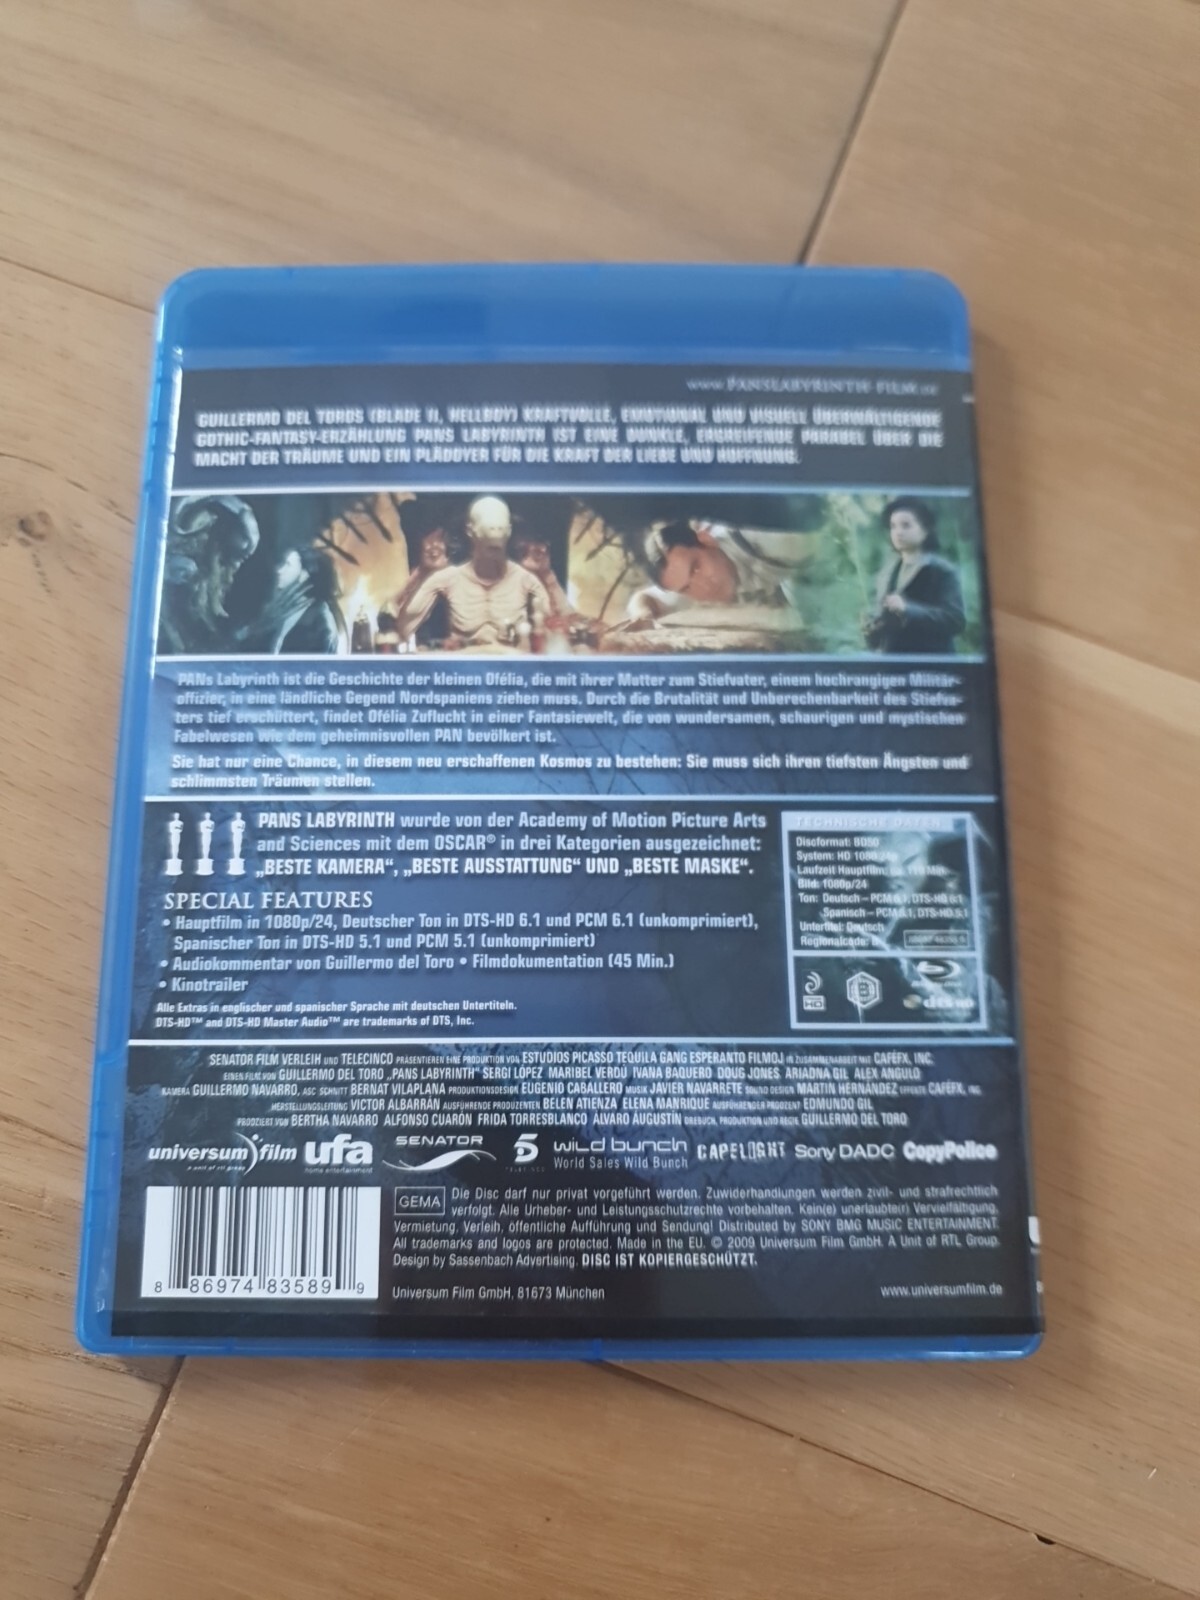 www.PANSLABYRINTH-FILM.de
GUILLERMO DEL TOROS (BLADE II, HELLBOY) KRAFTVOLLE, EMOTIONAL UND VISUELL ÜBERWÄLTIGENDE
GOTHIC-FANTASY-ERZÄHLUNG PANS LABYRINTH IST EINE DUNKLE, ERGREIFENDE PARABEL ÜBER DIE
MACHT DER TRÄUME UND EIN PLÄDOYER FÜR DIE KRAFT DER LIEBE UND HOFFNUNG.
PANs Labyrinth ist die Geschichte der kleinen Ofélia, die mit ihrer Mutter zum Stiefvater, einem hochrangigen Militär-
offizier, in eine ländliche Gegend Nordspaniens ziehen muss. Durch die Brutalität und Unberechenbarkeit des Stiefva-
ters tief erschüttert, findet Ofélia Zuflucht in einer Fantasiewelt, die von wundersamen, schaurigen und mystischen
Fabelwesen wie dem geheimnisvollen PAN bevölkert ist.
Sie hat nur eine Chance, in diesem neu erschaffenen Kosmos zu bestehen: Sie muss sich ihren tiefsten Ängsten und
schlimmsten Träumen stellen.
PANS LABYRINTH wurde von der Academy of Motion Picture Arts
and Sciences mit dem OSCAR® in drei Kategorien ausgezeichnet:
„BESTE KAMERA“, „BESTE AUSSTATTUNG“ UND „BESTE MASKE“.
SPECIAL FEATURES
• Hauptfilm in 1080p/24, Deutscher Ton in DTS-HD 6.1 und PCM 6.1 (unkomprimiert),
Spanischer Ton in DTS-HD 5.1 und PCM 5.1 (unkomprimiert)
• Audiokommentar von Guillermo del Toro • Filmdokumentation (45 Min.)
• Kinotrailer
Alle Extras in englischer und spanischer Sprache mit deutschen Untertiteln.
DTS-HD™ and DTS-HD Master Audio™ are trademarks of DTS, Inc.
TECHNISCHE DATEN
Discformat: BD50
System: HD 1080
Laufzeit Hauptfilm: ca. 119 Min.
Bild: 1080p/24
Ton: Deutsch – PCM 6.1, DTS-HD 6.1
Spanisch – PCM 5.1, DTS-HD 5.1
Untertitel: Deutsch
Regionalcode: B
HD
B
dts HD
SENATOR FILM VERLEIH UND TELECINCO PRÄSENTIEREN EINE PRODUKTION VON ESTUDIOS PICASSO TEQUILA GANG ESPERANTO FILMOJ IN ZUSAMMENARBEIT MIT CAFÉFX, INC.
EINEN FILM VON GUILLERMO DEL TORO „PANS LABYRINTH“ SERGI LÓPEZ MARIBEL VERDÚ IVANA BAQUERO DOUG JONES ARIADNA GIL ALEX ANGULO
KAMERA GUILLERMO NAVARRO, ASC SCHNITT BERNAT VILAPLANA PRODUKTIONSDESIGN EUGENIO CABALLERO MUSIK JAVIER NAVARRETE SOUND DESIGN MARTIN HERNÁNDEZ EFFEKTE CAFÉFX, INC.
HERSTELLUNGSLEITUNG VICTOR ALBARRÁN AUSFÜHRENDE PRODUZENTEN BELEN ATIENZA ELENA MANRIQUE AUSFÜHRENDER PRODUZENT EDMUNDO GIL
PRODUZIERT VON BERTHA NAVARRO ALFONSO CUARÓN FRIDA TORRESBLANCO ÁLVARO AUGUSTÍN DREHBUCH, PRODUKTION UND REGIE GUILLERMO DEL TORO
universum film ufa SENATOR 5 wild bunch CAPELIGHT Sony DADC CopyPolice
a unit of rtl group home entertainment TELECINCO World Sales Wild Bunch
GEMA Die Disc darf nur privat vorgeführt werden. Zuwiderhandlungen werden zivil- und strafrechtlich
verfolgt. Alle Urheber- und Leistungsschutzrechte vorbehalten. Kein(e) unerlaubte(r) Vervielfältigung,
Vermietung, Verleih, öffentliche Aufführung und Sendung! Distributed by SONY BMG MUSIC ENTERTAINMENT.
All trademarks and logos are protected. Made in the EU. © 2009 Universum Film GmbH. A Unit of RTL Group.
Design by Sassenbach Advertising. DISC IST KOPIERGESCHÜTZT.
8 86974 83589 9
Universum Film GmbH, 81673 München
www.universumfilm.de